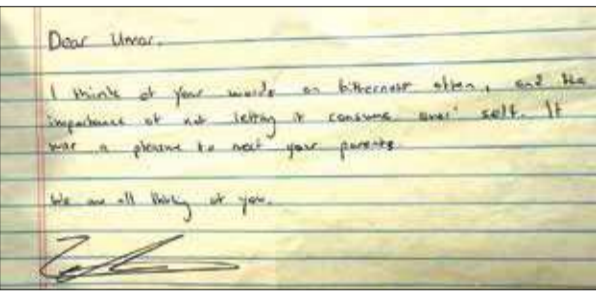 Dear Umar,
I think of your words on bitterness often, and the
importance of not letting it consume ones' self. It
was a pleasure to meet your parents.
We are all thinking of you.